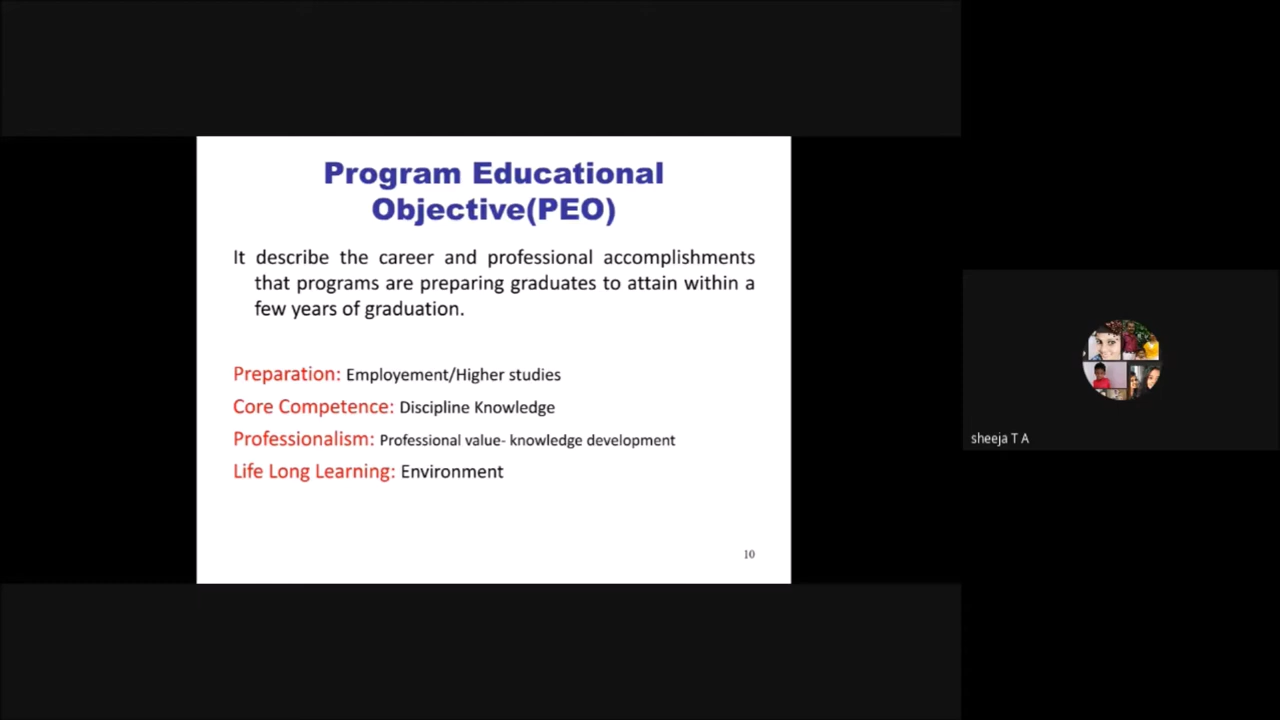 Program Educational
Objective(PEO)
It describe the career and professional accomplishments
that programs are preparing graduates to attain within a
few years of graduation.
Preparation: Employement/Higher studies
Core Competence: Discipline Knowledge
Professionalism: Professional value- knowledge development
Life Long Learning: Environment
10
sheeja T A